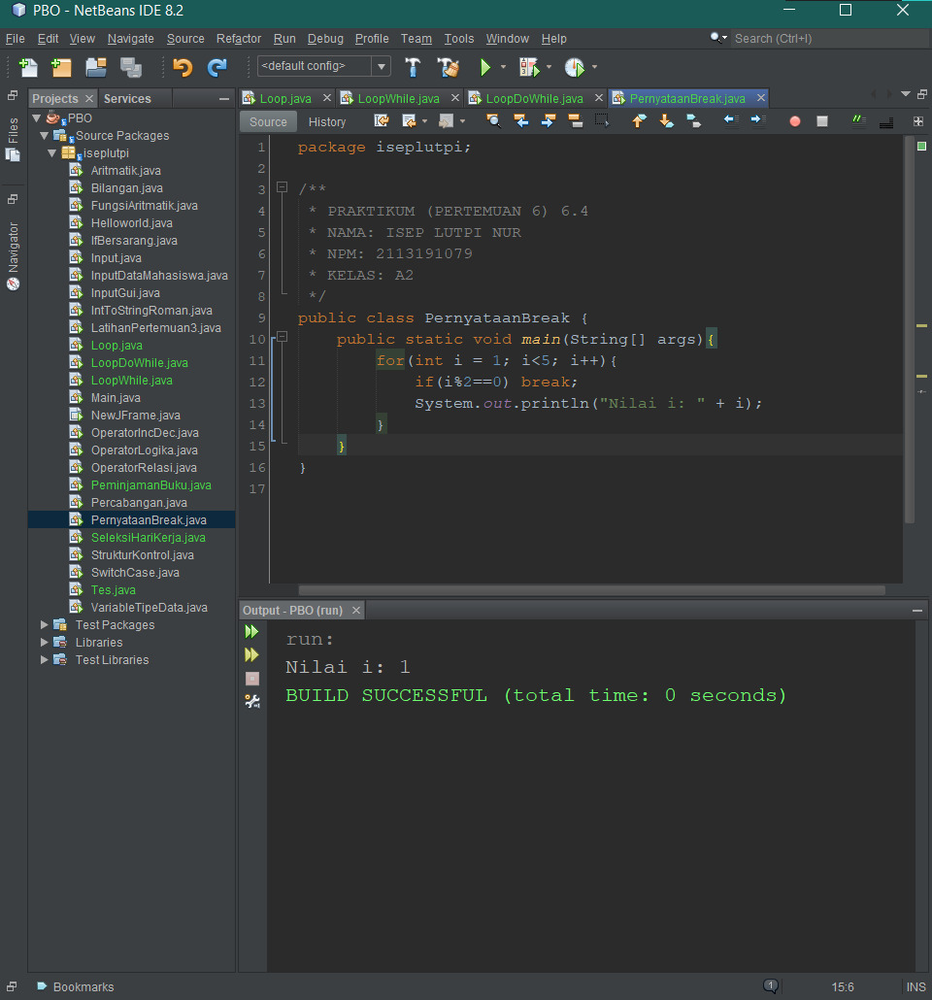 PBO - NetBeans IDE 8.2
File Edit View Navigate Source Refactor Run Debug Profile Team Tools Window Help
Search (Ctrl+I)
<default config>
Files
Navigator
Projects Services
PBO
Source Packages
iseplutpi
Aritmatik.java
Bilangan.java
FungsiAritmatik.java
Helloworld.java
IfBersarang.java
Input.java
InputDataMahasiswa.java
InputGui.java
IntToStringRoman.java
LatihanPertemuan3.java
Loop.java
LoopDoWhile.java
LoopWhile.java
Main.java
NewJFrame.java
OperatorIncDec.java
OperatorLogika.java
OperatorRelasi.java
PeminjamanBuku.java
Percabangan.java
PernyataanBreak.java
SeleksiHariKerja.java
StrukturKontrol.java
SwitchCase.java
Tes.java
VariableTipeData.java
Test Packages
Libraries
Test Libraries
Loop.java LoopWhile.java LoopDoWhile.java PernyataanBreak.java
Source History
1 package iseplutpi;
2
3 /**
4 * PRAKTIKUM (PERTEMUAN 6) 6.4
5 * NAMA: ISEP LUTPI NUR
6 * NPM: 2113191079
7 * KELAS: A2
8 */
9 public class PernyataanBreak {
10 public static void main(String[] args){
11 for(int i = 1; i<5; i++){
12 if(i%2==0) break;
13 System.out.println("Nilai i: " + i);
14 }
15 }
16 }
17
Output - PBO (run)
run:
Nilai i: 1
BUILD SUCCESSFUL (total time: 0 seconds)
Bookmarks
1
15:6
INS